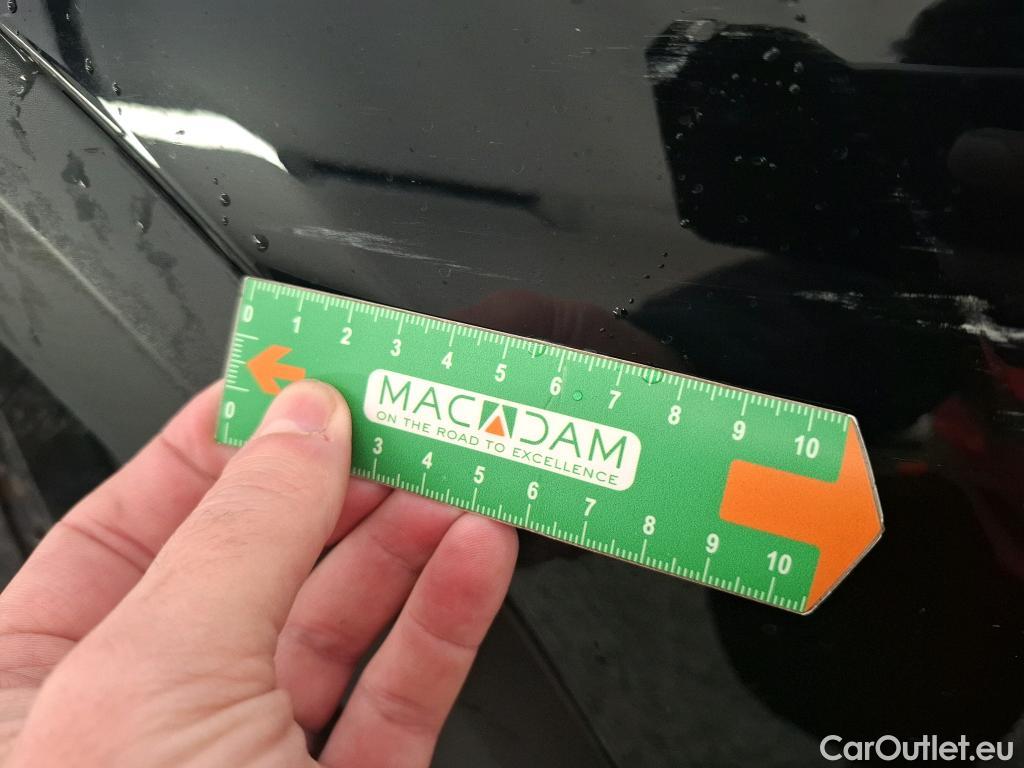 0 1 2 3 4 5 6 7 8 9 10
MACADAM
ON THE ROAD TO EXCELLENCE
0 3 4 5 6 7 8 9 10
CarOutlet.eu